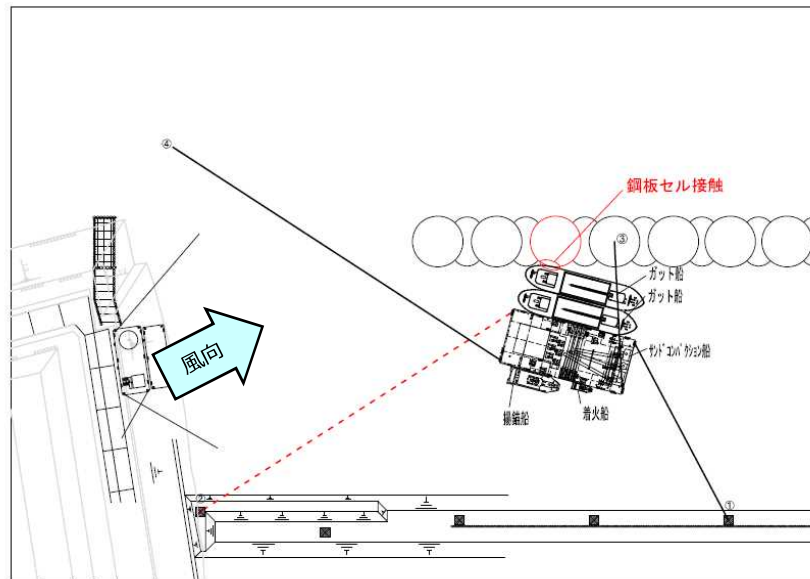 ④
鋼板セル接触
③
ガット船
ガット船
サンドコンパクション船
風向
揚錨船
着火船
②
①